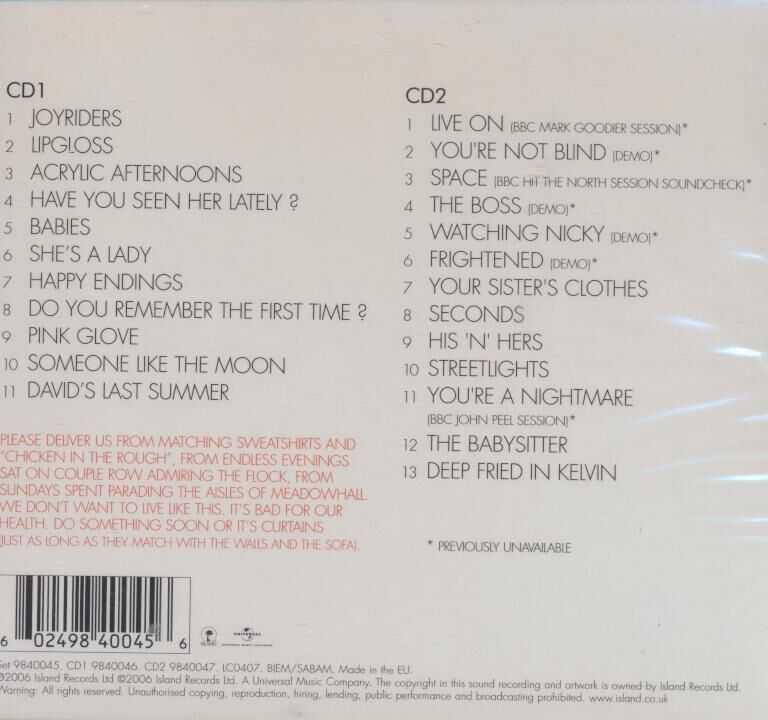 CD1
1 JOYRIDERS
2 LIPGLOSS
3 ACRYLIC AFTERNOONS
4 HAVE YOU SEEN HER LATELY ?
5 BABIES
6 SHE'S A LADY
7 HAPPY ENDINGS
8 DO YOU REMEMBER THE FIRST TIME ?
9 PINK GLOVE
10 SOMEONE LIKE THE MOON
11 DAVID'S LAST SUMMER
PLEASE DELIVER US FROM MATCHING SWEATSHIRTS AND
"CHICKEN IN THE ROUGH", FROM ENDLESS EVENINGS
SAT ON COUPLE ROW ADMIRING THE FLOCK, FROM
SUNDAYS SPENT PARADING THE AISLES OF MEADOWHALL.
WE DON'T WANT TO LIVE LIKE THIS. IT'S BAD FOR OUR
HEALTH. DO SOMETHING SOON OR IT'S CURTAINS
(JUST AS LONG AS THEY MATCH WITH THE WALLS AND THE SOFA).
CD2
1 LIVE ON (BBC MARK GOODIER SESSION)*
2 YOU'RE NOT BLIND (DEMO)*
3 SPACE (BBC HIT THE NORTH SESSION SOUNDCHECK)*
4 THE BOSS (DEMO)*
5 WATCHING NICKY (DEMO)*
6 FRIGHTENED (DEMO)*
7 YOUR SISTER'S CLOTHES
8 SECONDS
9 HIS 'N' HERS
10 STREETLIGHTS
11 YOU'RE A NIGHTMARE
(BBC JOHN PEEL SESSION)*
12 THE BABYSITTER
13 DEEP FRIED IN KELVIN
* PREVIOUSLY UNAVAILABLE
6 02498 40045 6
ISLAND
UNIVERSAL
Set 9840045. CD1 9840046. CD2 9840047. LC0407. BIEM/SABAM. Made in the EU.
℗2006 Island Records Ltd ©2006 Island Records Ltd. A Universal Music Company. The copyright in this sound recording and artwork is owned by Island Records Ltd.
Warning: All rights reserved. Unauthorised copying, reproduction, hiring, lending, public performance and broadcasting prohibited. www.island.co.uk